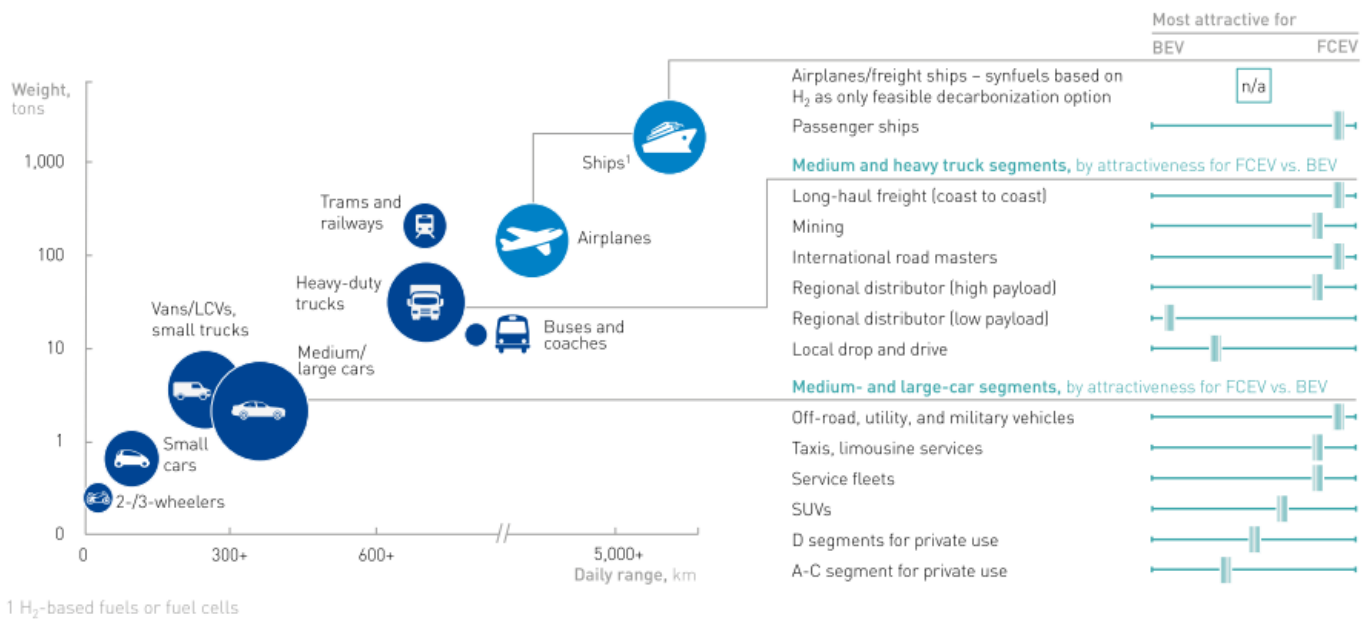 Most attractive for
BEV
FCEV
Weight,
tons
1,000
100
10
1
0
0
300+
600+
5,000+
Daily range, km
Ships¹
Airplanes
Trams and
railways
Heavy-duty
trucks
Buses and
coaches
Vans/LCVs,
small trucks
Medium/
large cars
Small
cars
2-/3-wheelers
Airplanes/freight ships – synfuels based on
H₂ as only feasible decarbonization option
n/a
Passenger ships
Medium and heavy truck segments, by attractiveness for FCEV vs. BEV
Long-haul freight (coast to coast)
Mining
International road masters
Regional distributor (high payload)
Regional distributor (low payload)
Local drop and drive
Medium- and large-car segments, by attractiveness for FCEV vs. BEV
Off-road, utility, and military vehicles
Taxis, limousine services
Service fleets
SUVs
D segments for private use
A-C segment for private use
1 H₂-based fuels or fuel cells